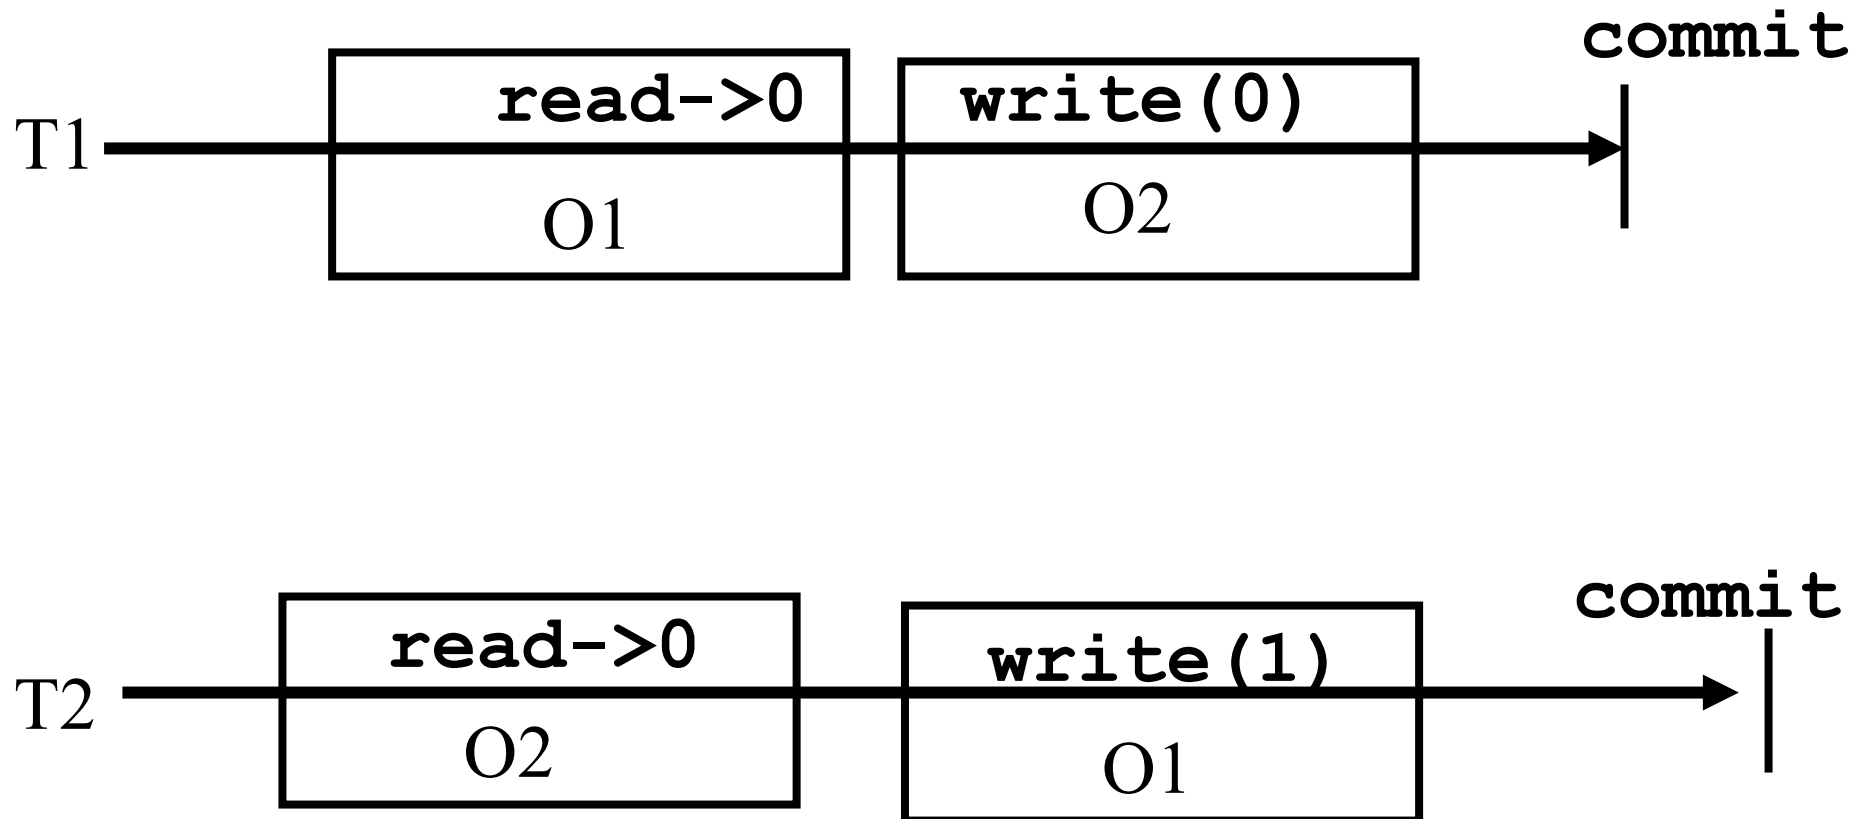 commit
read->0 write(0)
T1
O1 O2
commit
read->0 write(1)
T2
O2 O1